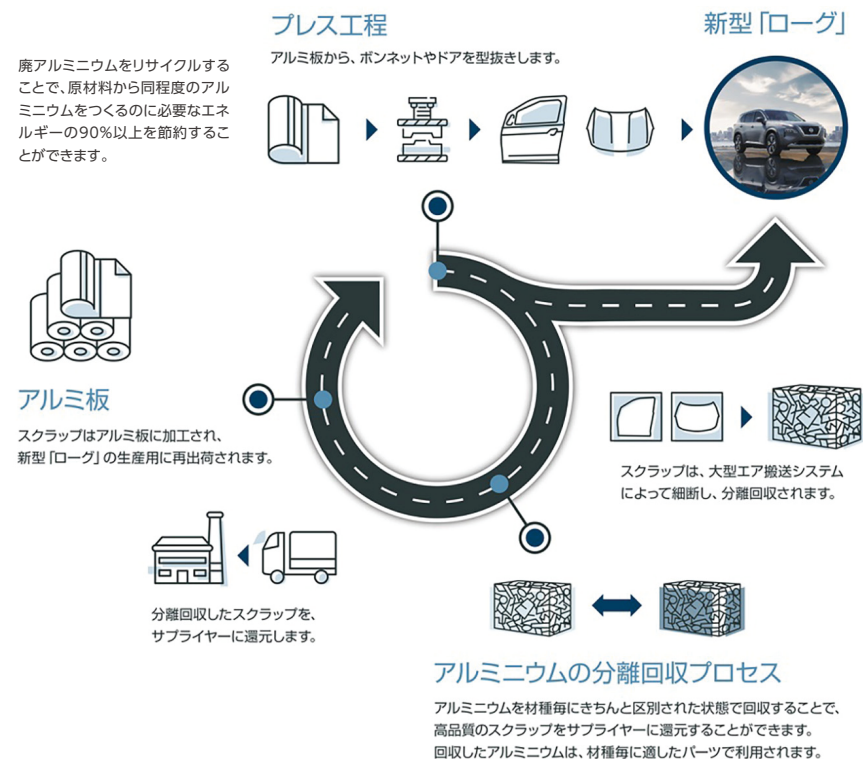 プレス工程
アルミ板から、ボンネットやドアを型抜きします。
新型「ローグ」
廃アルミニウムをリサイクルする
ことで、原材料から同程度のアル
ミニウムをつくるのに必要なエネ
ルギーの90%以上を節約するこ
とができます。
スクラップは、大型エア搬送システム
によって細断し、分離回収されます。
アルミニウムの分離回収プロセス
アルミニウムを材種毎にきちんと区別された状態で回収することで、
高品質のスクラップをサプライヤーに還元することができます。
回収したアルミニウムは、材種毎に適したパーツで利用されます。
分離回収したスクラップを、
サプライヤーに還元します。
アルミ板
スクラップはアルミ板に加工され、
新型「ローグ」の生産用に再出荷されます。